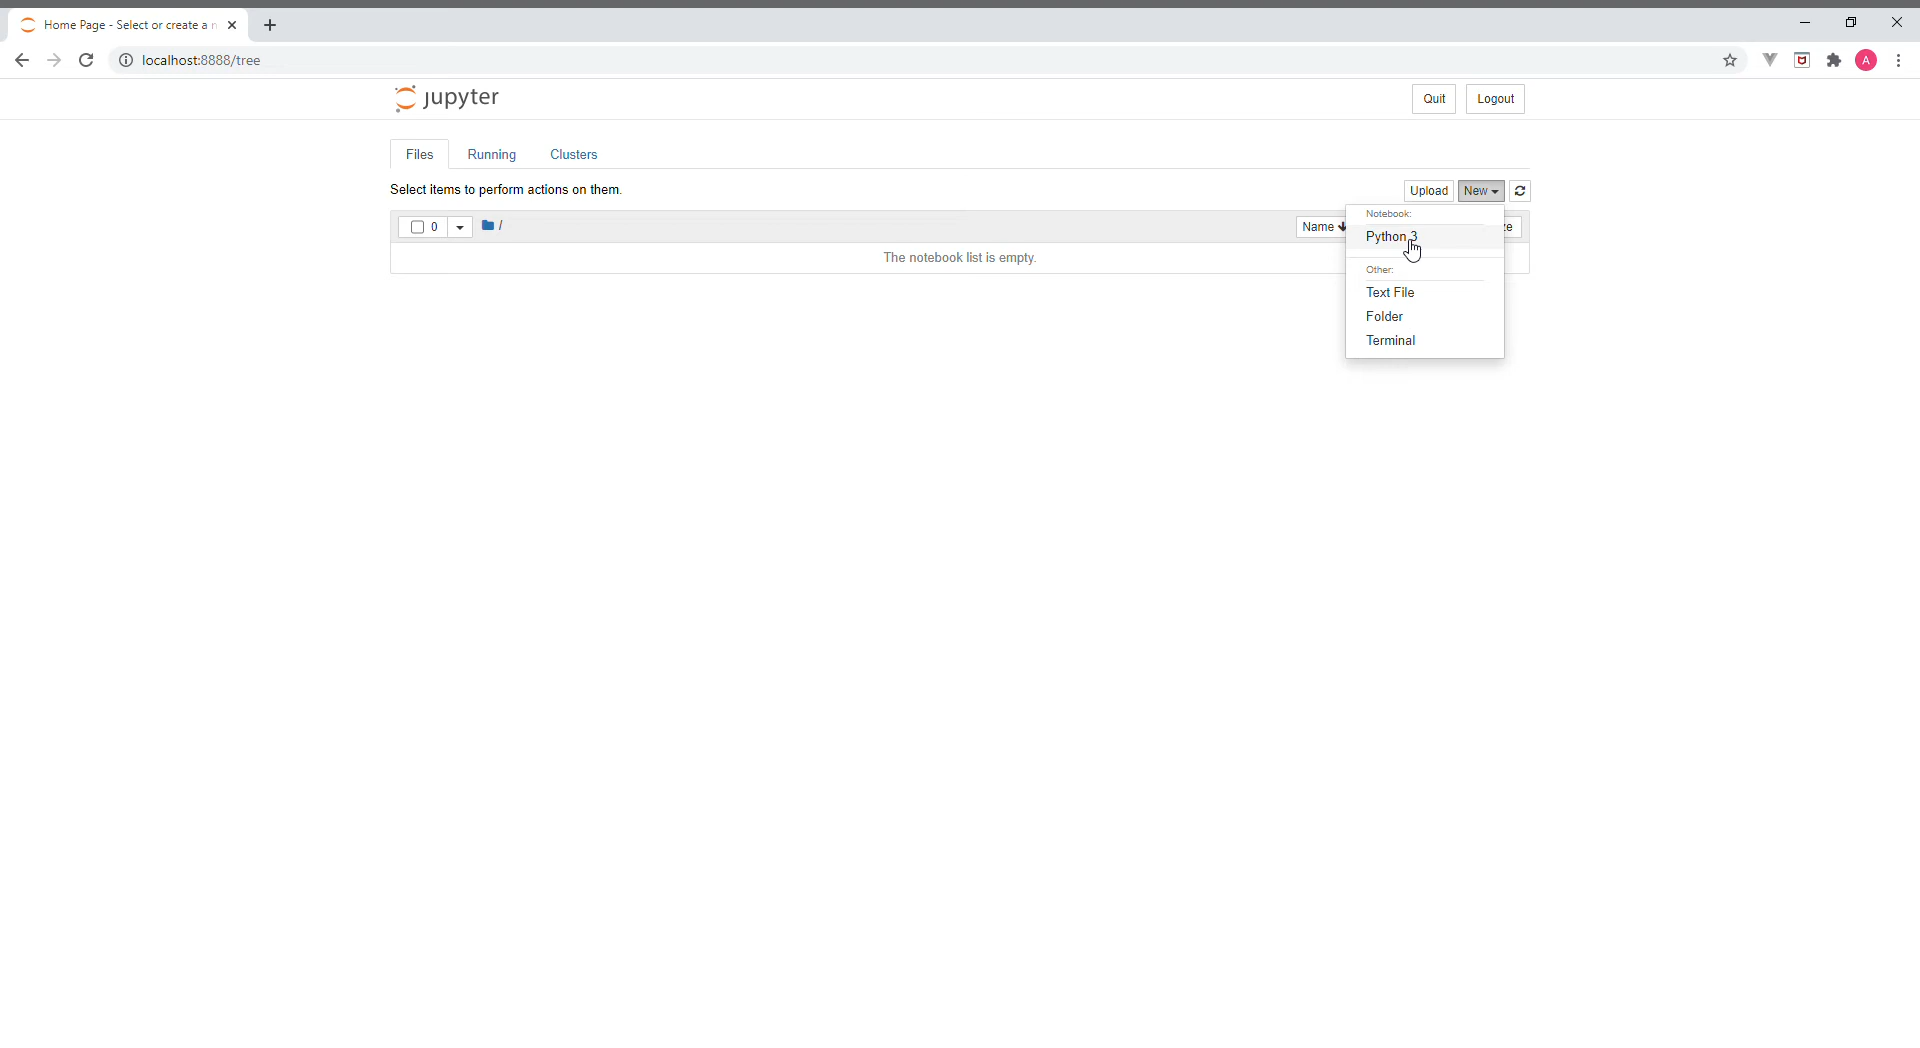 Home Page - Select or create a n
localhost:8888/tree
A
jupyter
Quit
Logout
Files
Running
Clusters
Select items to perform actions on them.
Upload
New
0
/
Name
ze
The notebook list is empty.
Notebook:
Python 3
Other:
Text File
Folder
Terminal